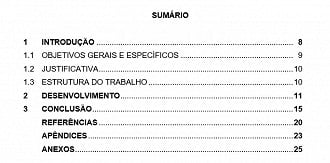 SUMÁRIO
1 INTRODUÇÃO 8
1.1 OBJETIVOS GERAIS E ESPECÍFICOS 9
1.2 JUSTIFICATIVA 10
1.3 ESTRUTURA DO TRABALHO 10
2 DESENVOLVIMENTO 11
3 CONCLUSÃO 15
REFERÊNCIAS 20
APÊNDICES 23
ANEXOS 25